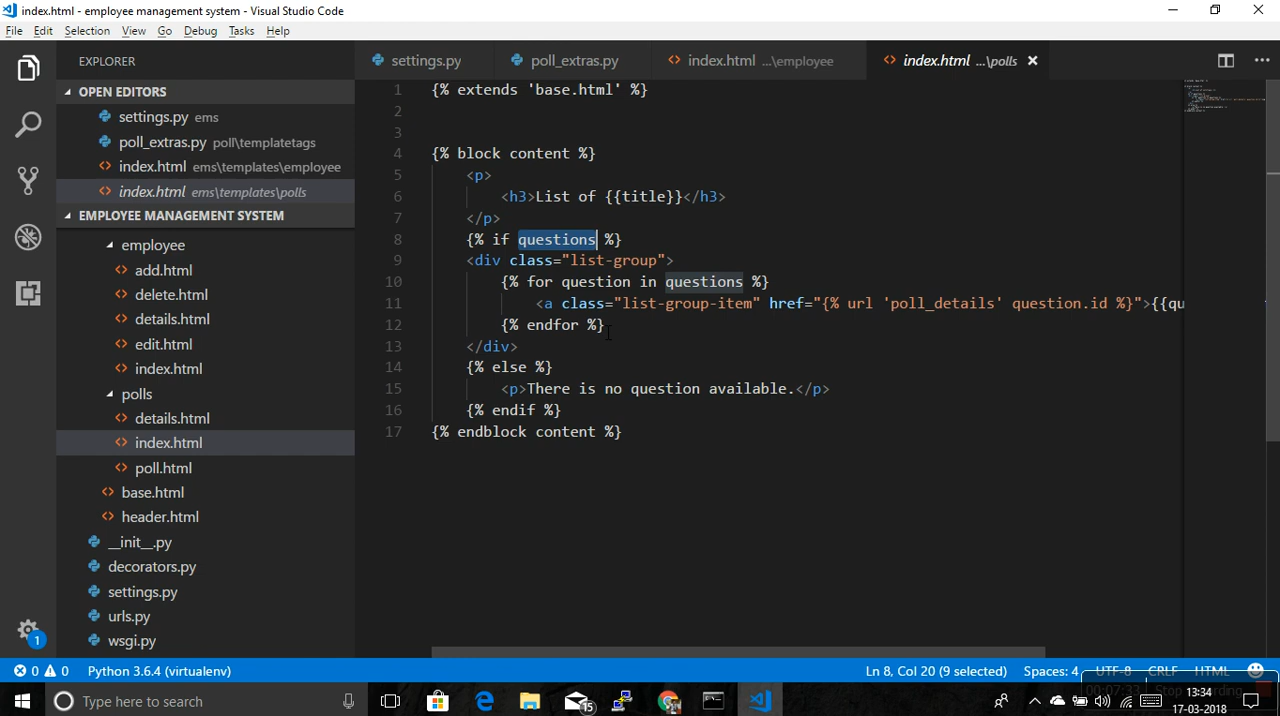 index.html - employee management system - Visual Studio Code
File Edit Selection View Go Debug Tasks Help
EXPLORER
settings.py poll_extras.py index.html ...\employee index.html ...\polls
OPEN EDITORS
settings.py ems
poll_extras.py poll\templatetags
index.html ems\templates\employee
index.html ems\templates\polls
EMPLOYEE MANAGEMENT SYSTEM
employee
add.html
delete.html
details.html
edit.html
index.html
polls
details.html
index.html
poll.html
base.html
header.html
__init__.py
decorators.py
settings.py
urls.py
wsgi.py
1 {% extends 'base.html' %}
2
3
4 {% block content %}
5 <p>
6 <h3>List of {{title}}</h3>
7 </p>
8 {% if questions %}
9 <div class="list-group">
10 {% for question in questions %}
11 <a class="list-group-item" href="{% url 'poll_details' question.id %}">{{qu
12 {% endfor %}
13 </div>
14 {% else %}
15 <p>There is no question available.</p>
16 {% endif %}
17 {% endblock content %}
1
0 0 Python 3.6.4 (virtualenv) Ln 8, Col 20 (9 selected) Spaces: 4 UTF-8 CRLF HTML
Type here to search
15
00:07:33 Stop recording
13:34
17-03-2018